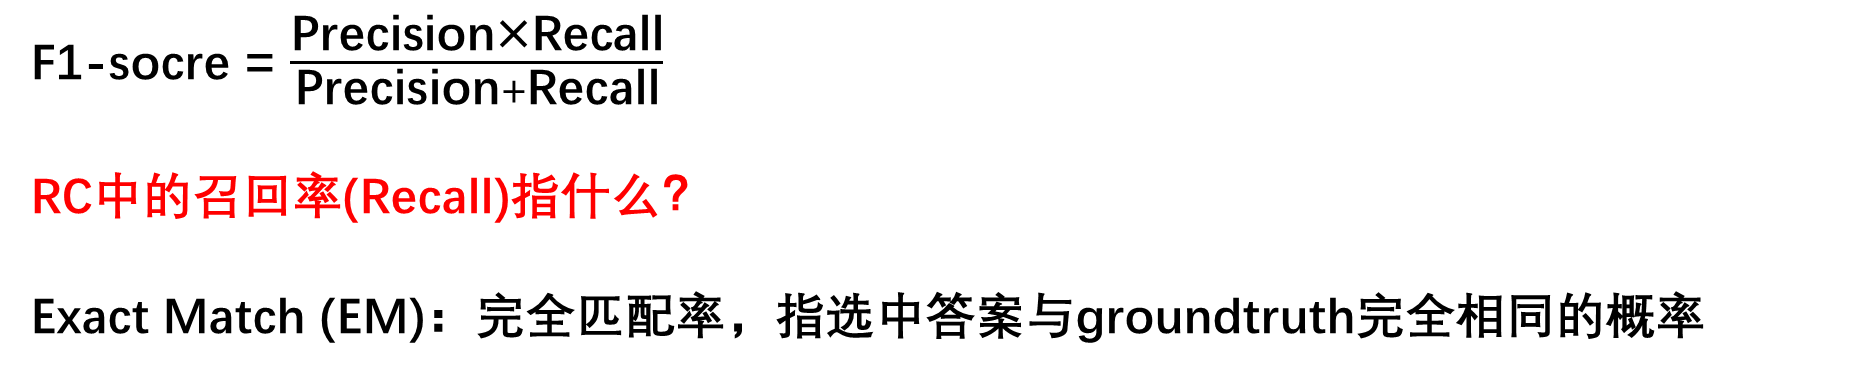 F1-socre = Precision×Recall
Precision+Recall
RC中的召回率(Recall)指什么?
Exact Match (EM)：完全匹配率，指选中答案与groundtruth完全相同的概率